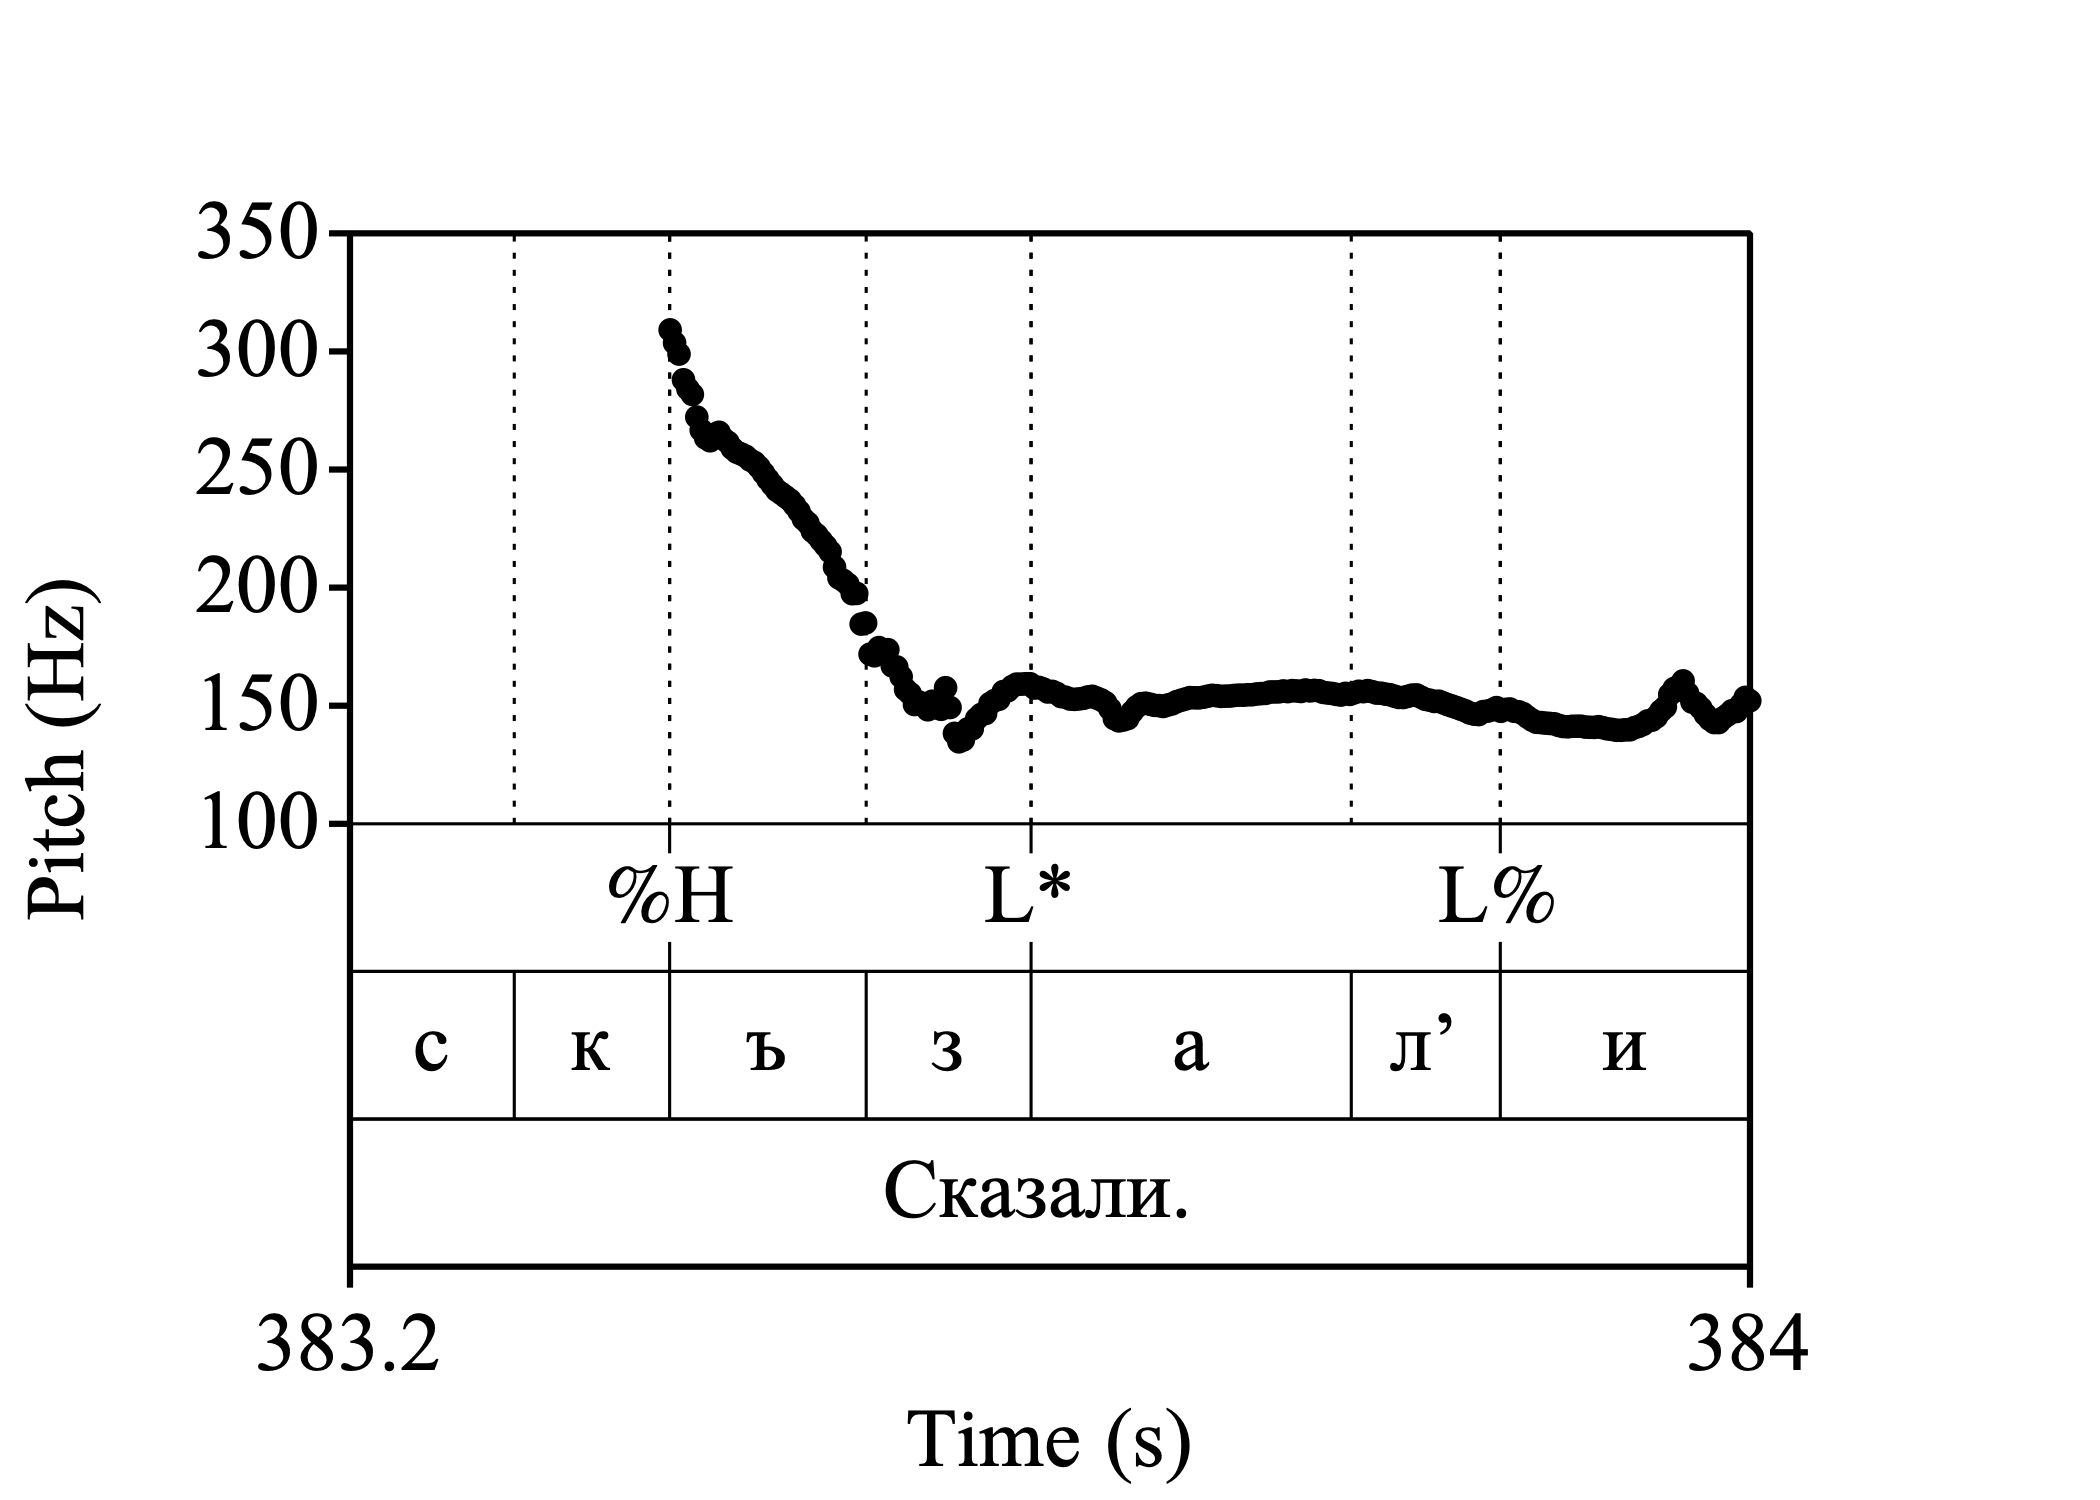 350
300
250
200
150
100
Pitch (Hz)
%H L* L%
с к ъ з а л’ и
Сказали.
383.2 384
Time (s)